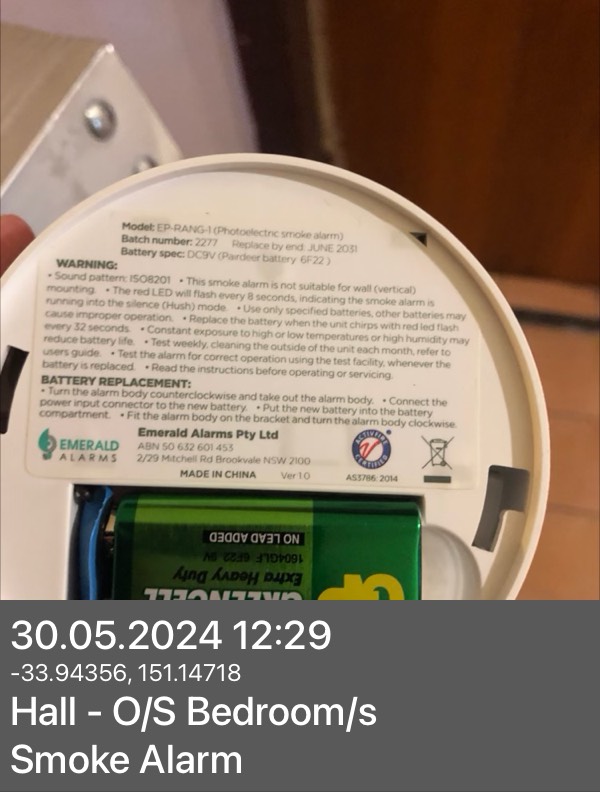 Model: EP-RANG-1 (Photoelectric smoke alarm)
Batch number: 2277 Replace by end: JUNE 2031
Battery spec: DC9V (Pairdeer battery 6F22)
WARNING:
• Sound pattern: ISO8201 • This smoke alarm is not suitable for wall (vertical)
mounting. • The red LED will flash every 8 seconds, indicating the smoke alarm is
running into the silence (Hush) mode. • Use only specified batteries, other batteries may
cause improper operation. • Replace the battery when the unit chirps with red led flash
every 32 seconds. • Constant exposure to high or low temperatures or high humidity may
reduce battery life. • Test weekly, cleaning the outside of the unit each month, refer to
users guide. • Test the alarm for correct operation using the test facility, whenever the
battery is replaced. • Read the instructions before operating or servicing.
BATTERY REPLACEMENT:
• Turn the alarm body counterclockwise and take out the alarm body. • Connect the
power input connector to the new battery. • Put the new battery into the battery
compartment. • Fit the alarm body on the bracket and turn the alarm body clockwise.
EMERALD
ALARMS
Emerald Alarms Pty Ltd
ABN 50 632 601 453
2/29 Mitchell Rd Brookvale NSW 2100
MADE IN CHINA Ver1.0
ACTIVFIRE
CERTIFIED
AS3786: 2014
NO LEAD ADDED
1604GLF 6F22 9V
Extra Heavy Duty
GREENCELL
GP
30.05.2024 12:29
-33.94356, 151.14718
Hall - O/S Bedroom/s
Smoke Alarm